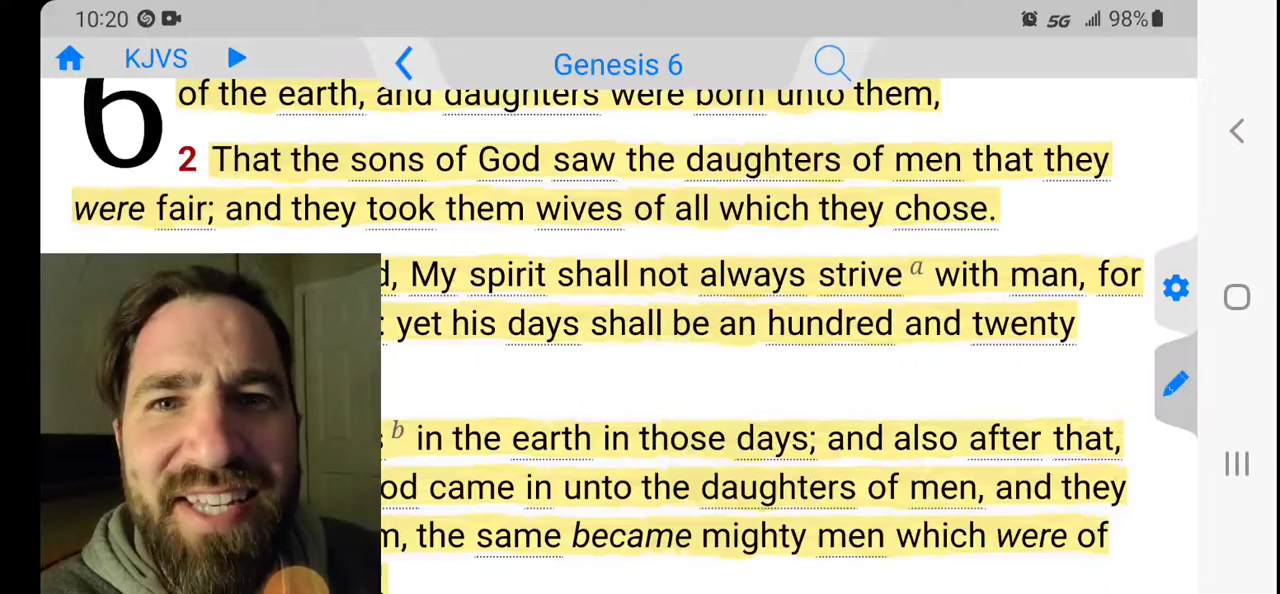 10:20 5G 98%
KJVS Genesis 6
6 of the earth, and daughters were born unto them,
2 That the sons of God saw the daughters of men that they
were fair; and they took them wives of all which they chose.
d, My spirit shall not always strive a with man, for
: yet his days shall be an hundred and twenty
s b in the earth in those days; and also after that,
od came in unto the daughters of men, and they
m, the same became mighty men which were of